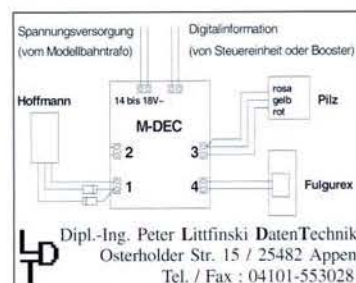 Spannungsversorgung
(vom Modellbahntrafo)
Digitalinformation
(von Steuereinheit oder Booster)
Hoffmann
14 bis 18V~
M-DEC
rosa
gelb
rot
Pilz
2
3
1
4
Fulgurex
LDT
Dipl.-Ing. Peter Littfinski DatenTechnik
Osterholder Str. 15 / 25482 Appen
Tel. / Fax : 04101-553028